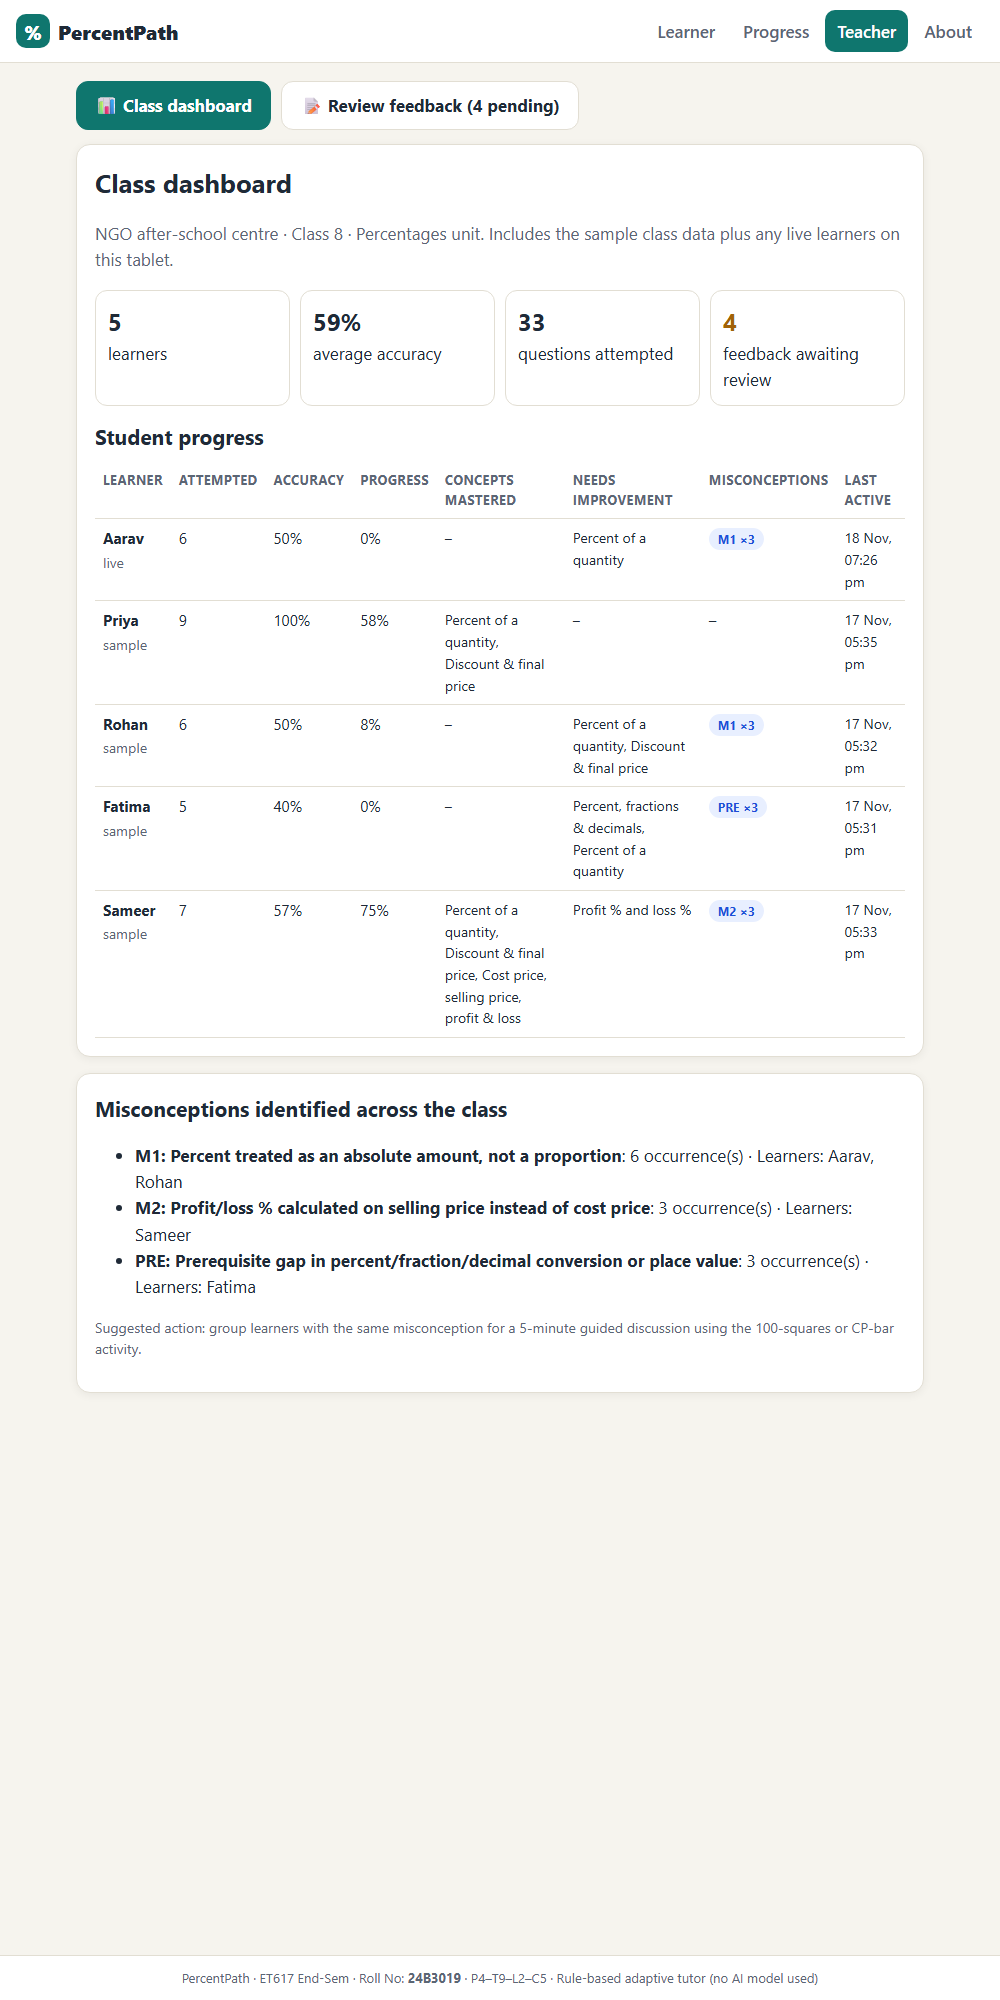 % PercentPath
Learner Progress Teacher About
Class dashboard
Review feedback (4 pending)
Class dashboard
NGO after-school centre · Class 8 · Percentages unit. Includes the sample class data plus any live learners on
this tablet.
5
learners
59%
average accuracy
33
questions attempted
4
feedback awaiting
review
Student progress
LEARNER ATTEMPTED ACCURACY PROGRESS CONCEPTS MASTERED NEEDS IMPROVEMENT MISCONCEPTIONS LAST ACTIVE
Aarav
live
6
50%
0%
–
Percent of a
quantity
M1 ×3
18 Nov,
07:26
pm
Priya
sample
9
100%
58%
Percent of a
quantity,
Discount & final
price
–
–
17 Nov,
05:35
pm
Rohan
sample
6
50%
8%
–
Percent of a
quantity, Discount
& final price
M1 ×3
17 Nov,
05:32
pm
Fatima
sample
5
40%
0%
–
Percent, fractions
& decimals,
Percent of a
quantity
PRE ×3
17 Nov,
05:31
pm
Sameer
sample
7
57%
75%
Percent of a
quantity,
Discount & final
price, Cost price,
selling price,
profit & loss
Profit % and loss %
M2 ×3
17 Nov,
05:33
pm
Misconceptions identified across the class
• M1: Percent treated as an absolute amount, not a proportion: 6 occurrence(s) · Learners: Aarav,
Rohan
• M2: Profit/loss % calculated on selling price instead of cost price: 3 occurrence(s) · Learners:
Sameer
• PRE: Prerequisite gap in percent/fraction/decimal conversion or place value: 3 occurrence(s) ·
Learners: Fatima
Suggested action: group learners with the same misconception for a 5-minute guided discussion using the 100-squares or CP-bar
activity.
PercentPath · ET617 End-Sem · Roll No: 24B3019 · P4–T9–L2–C5 · Rule-based adaptive tutor (no AI model used)